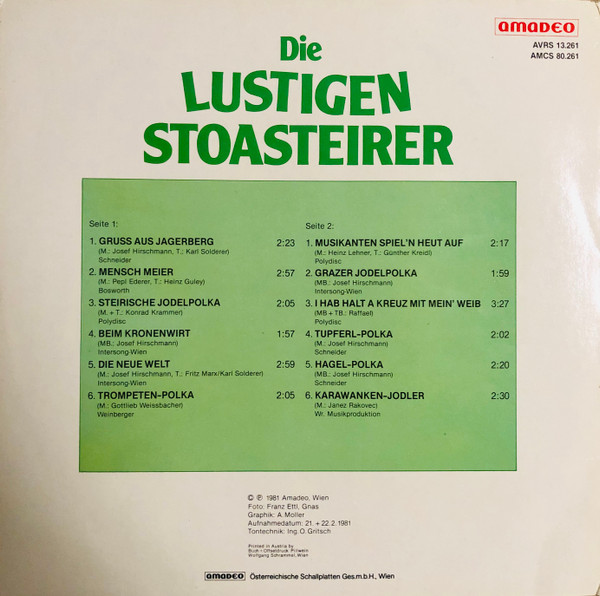 amadeo
AVRS 13.261
AMCS 80.261
Die
LUSTIGEN
STOASTEIRER
Seite 1:
1. GRUSS AUS JAGERBERG 2:23
(M.: Josef Hirschmann, T.: Karl Solderer)
Schneider
2. MENSCH MEIER 2:57
(M.: Pepl Ederer, T.: Heinz Guley)
Bosworth
3. STEIRISCHE JODELPOLKA 2:05
(M. + T.: Konrad Krammer)
Polydisc
4. BEIM KRONENWIRT 1:57
(MB.: Josef Hirschmann)
Intersong-Wien
5. DIE NEUE WELT 2:59
(M.: Josef Hirschmann, T.: Fritz Marx/Karl Solderer)
Intersong-Wien
6. TROMPETEN-POLKA 2:05
(M.: Gottlieb Weissbacher)
Weinberger
Seite 2:
1. MUSIKANTEN SPIEL'N HEUT AUF 2:17
(M.: Heinz Lehner, T.: Günther Kreidl)
Polydisc
2. GRAZER JODELPOLKA 1:59
(MB.: Josef Hirschmann)
Intersong-Wien
3. I HAB HALT A KREUZ MIT MEIN' WEIB 3:27
(MB + TB.: Raffael)
Polydisc
4. TUPFERL-POLKA 2:02
(M.: Josef Hirschmann)
Schneider
5. HAGEL-POLKA 2:20
(MB.: Josef Hirschmann)
Schneider
6. KARAWANKEN-JODLER 2:30
(M.: Janez Rakovec)
Wr. Musikproduktion
© ℗ 1981 Amadeo, Wien
Foto: Franz Ettl, Gnas
Graphik: A. Moller
Aufnahmedatum: 21. + 22.2. 1981
Tontechnik: Ing. O. Gritsch
Printed in Austria by
Buch + Offsetdruck, Pirwein
Wolfgang Schrammel, Wien
amadeo Österreichische Schallplatten Ges.m.b.H., Wien